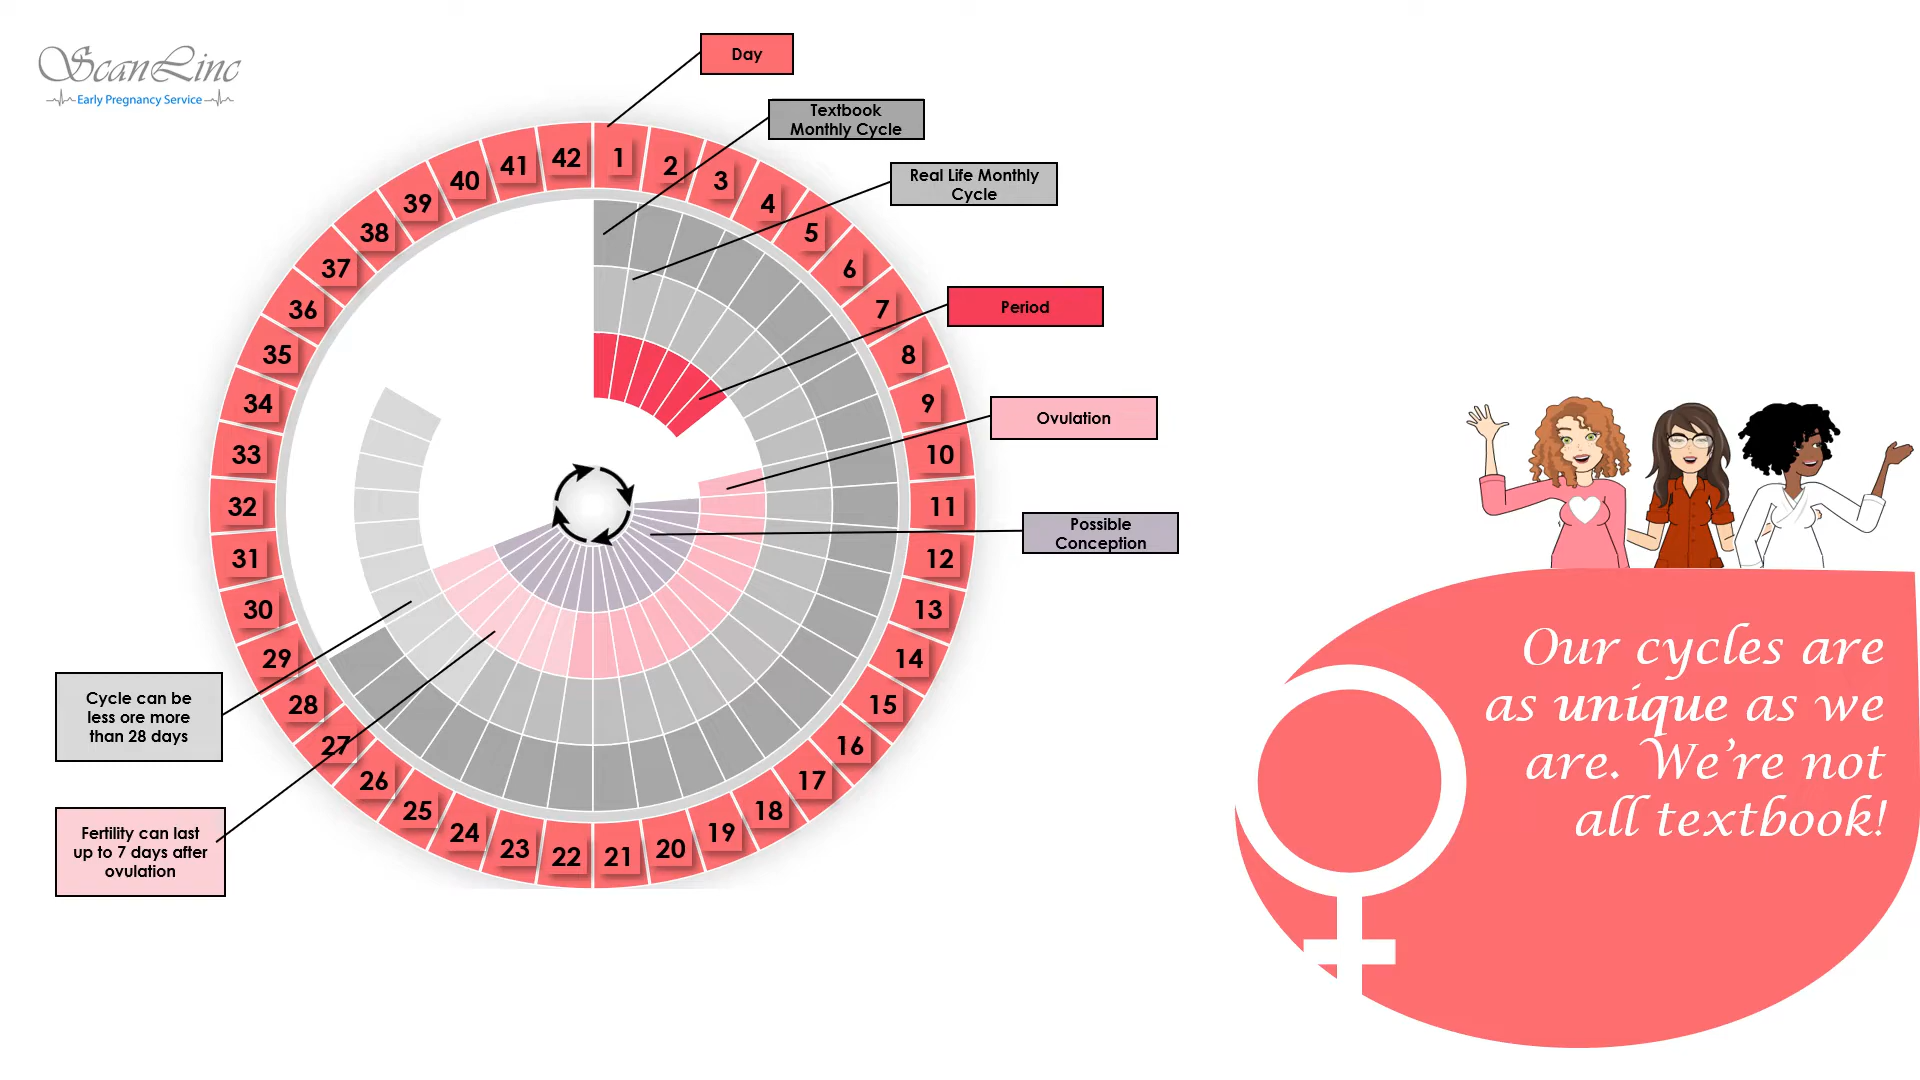 ScanLinc
Early Pregnancy Service
Day
Textbook
Monthly Cycle
Real Life Monthly
Cycle
Period
Ovulation
Possible
Conception
Cycle can be
less ore more
than 28 days
Fertility can last
up to 7 days after
ovulation
1
2
3
4
5
6
7
8
9
10
11
12
13
14
15
16
17
18
19
20
21
22
23
24
25
26
27
28
29
30
31
32
33
34
35
36
37
38
39
40
41
42
Our cycles are
as unique as we
are. We're not
all textbook!